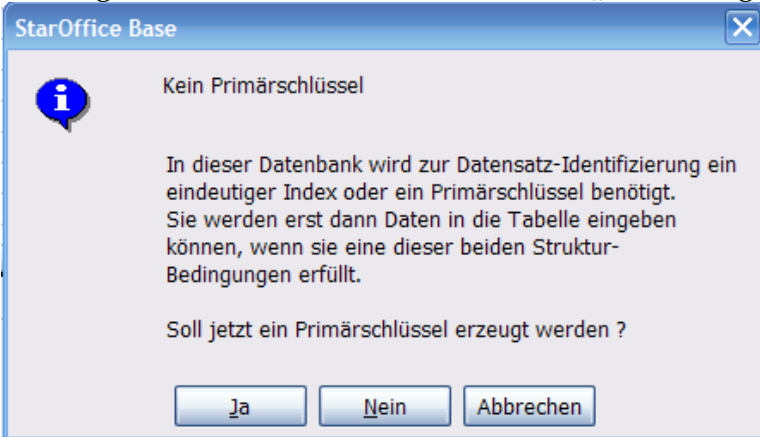 StarOffice Base
Kein Primärschlüssel
In dieser Datenbank wird zur Datensatz-Identifizierung ein
eindeutiger Index oder ein Primärschlüssel benötigt.
Sie werden erst dann Daten in die Tabelle eingeben
können, wenn sie eine dieser beiden Struktur-
Bedingungen erfüllt.
Soll jetzt ein Primärschlüssel erzeugt werden ?
Ja Nein Abbrechen